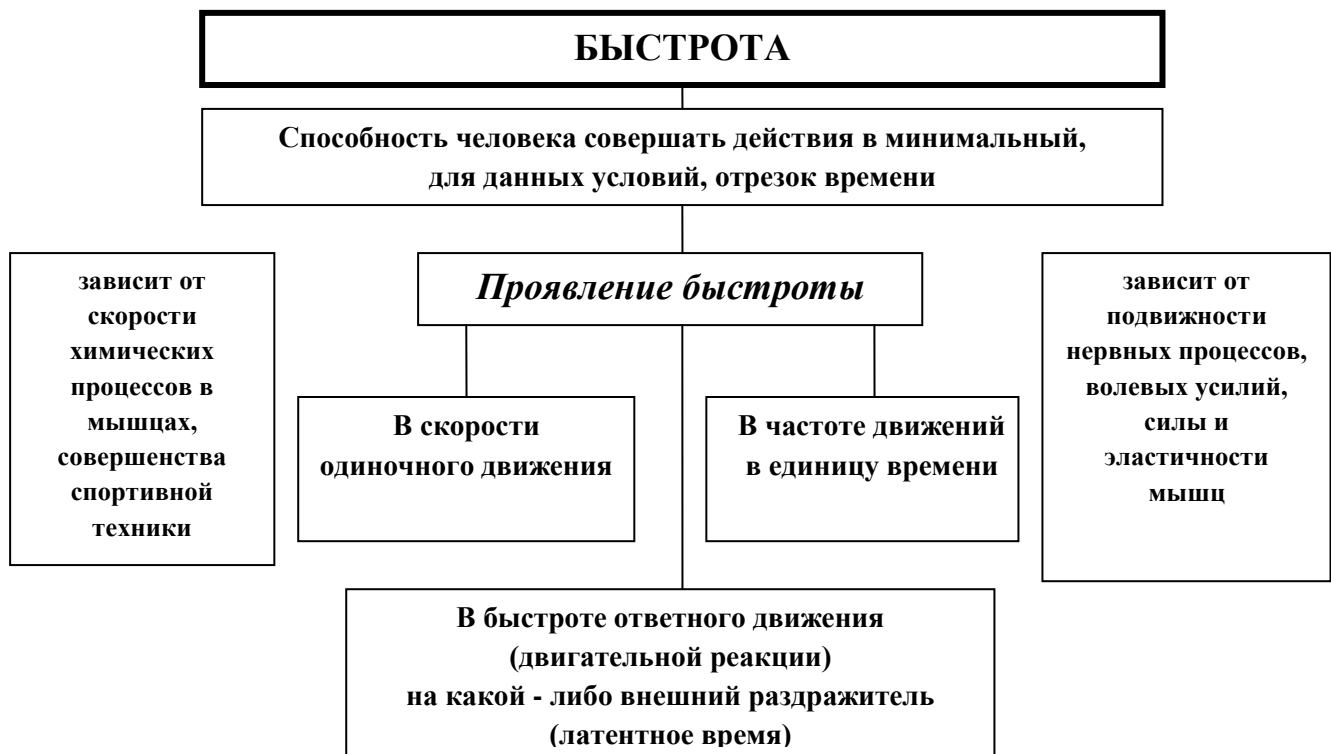 БЫСТРОТА
Способность человека совершать действия в минимальный,
для данных условий, отрезок времени
зависит от
скорости
химических
процессов в
мышцах,
совершенства
спортивной
техники
Проявление быстроты
зависит от
подвижности
нервных процессов,
волевых усилий,
силы и
эластичности
мышц
В скорости
одиночного движения
В частоте движений
в единицу времени
В быстроте ответного движения
(двигательной реакции)
на какой - либо внешний раздражитель
(латентное время)